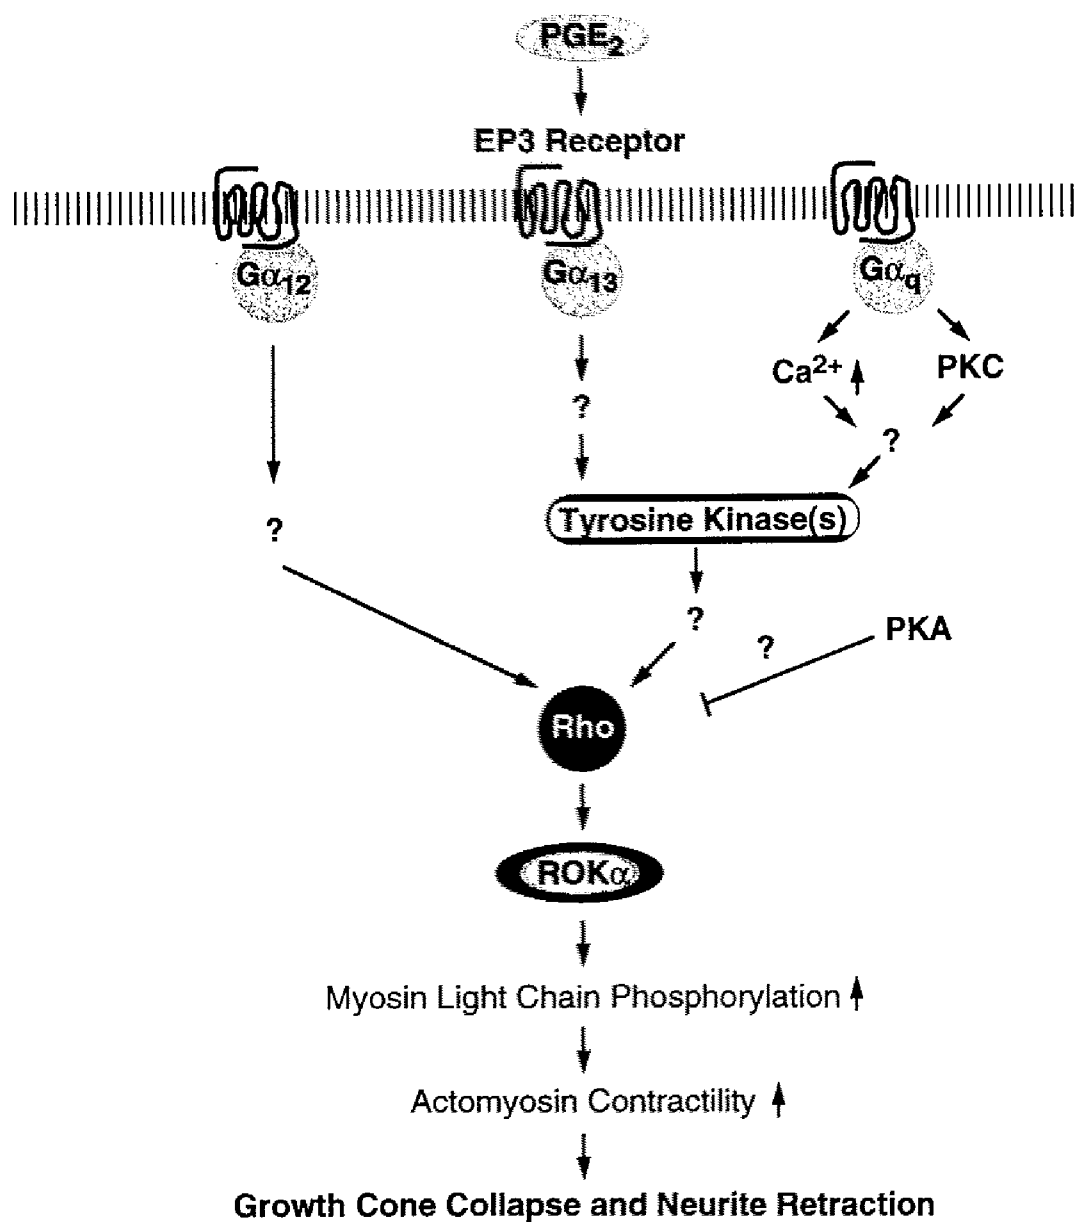 PGE2
EP3 Receptor
Gα12
Gα13
Gαq
Ca2+
PKC
?
?
Tyrosine Kinase(s)
?
?
?
PKA
Rho
ROKα
Myosin Light Chain Phosphorylation
Actomyosin Contractility
Growth Cone Collapse and Neurite Retraction